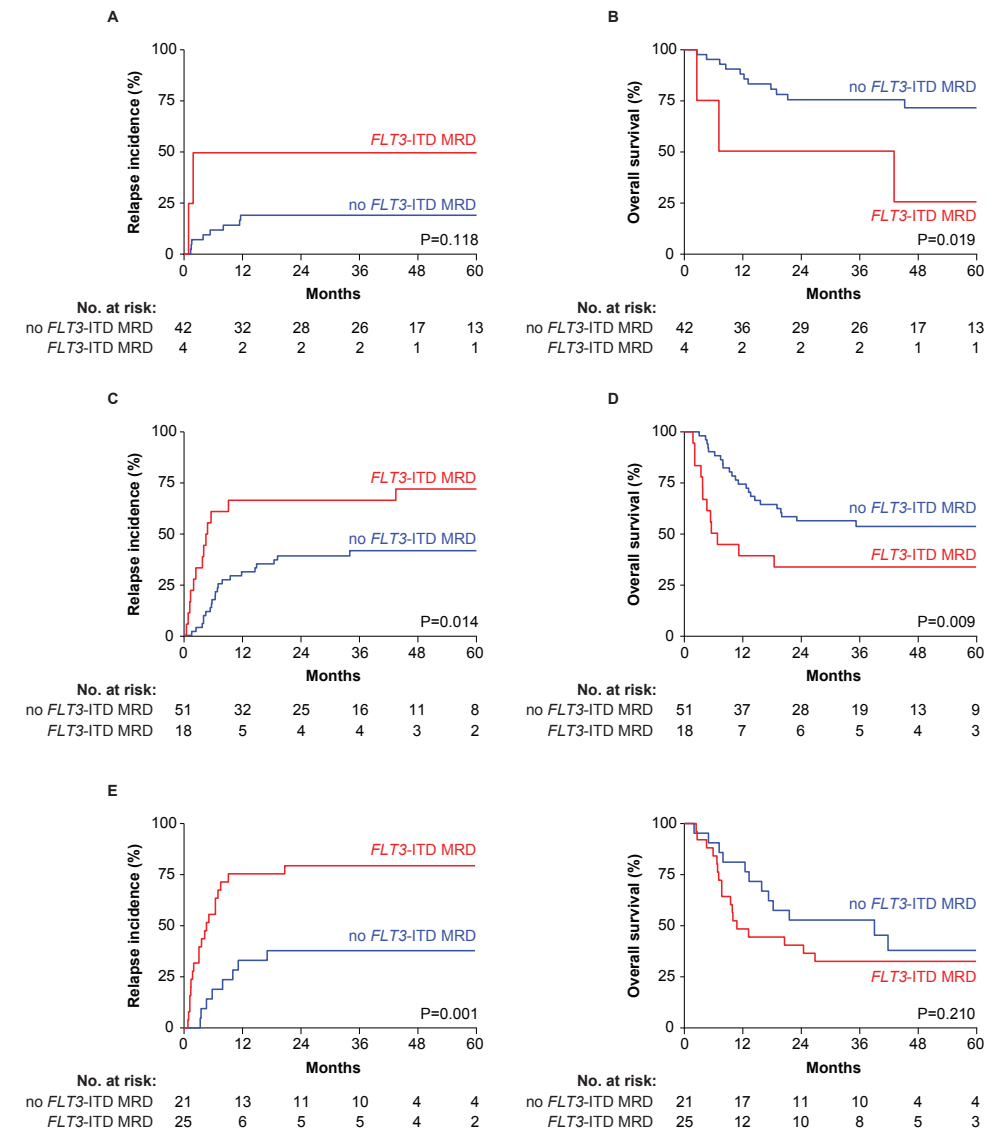 A
Relapse incidence (%)
100
75
50
25
0
FLT3-ITD MRD
no FLT3-ITD MRD
P=0.118
0 12 24 36 48 60
Months
No. at risk:
no FLT3-ITD MRD 42 32 28 26 17 13
FLT3-ITD MRD 4 2 2 2 1 1
B
Overall survival (%)
100
75
50
25
0
no FLT3-ITD MRD
FLT3-ITD MRD
P=0.019
0 12 24 36 48 60
Months
No. at risk:
no FLT3-ITD MRD 42 36 29 26 17 13
FLT3-ITD MRD 4 2 2 2 1 1
C
Relapse incidence (%)
100
75
50
25
0
FLT3-ITD MRD
no FLT3-ITD MRD
P=0.014
0 12 24 36 48 60
Months
No. at risk:
no FLT3-ITD MRD 51 32 25 16 11 8
FLT3-ITD MRD 18 5 4 4 3 2
D
Overall survival (%)
100
75
50
25
0
no FLT3-ITD MRD
FLT3-ITD MRD
P=0.009
0 12 24 36 48 60
Months
No. at risk:
no FLT3-ITD MRD 51 37 28 19 13 9
FLT3-ITD MRD 18 7 6 5 4 3
E
Relapse incidence (%)
100
75
50
25
0
FLT3-ITD MRD
no FLT3-ITD MRD
P=0.001
0 12 24 36 48 60
Months
No. at risk:
no FLT3-ITD MRD 21 13 11 10 4 4
FLT3-ITD MRD 25 6 5 5 4 2
Overall survival (%)
100
75
50
25
0
no FLT3-ITD MRD
FLT3-ITD MRD
P=0.210
0 12 24 36 48 60
Months
No. at risk:
no FLT3-ITD MRD 21 17 11 10 4 4
FLT3-ITD MRD 25 12 10 8 5 3